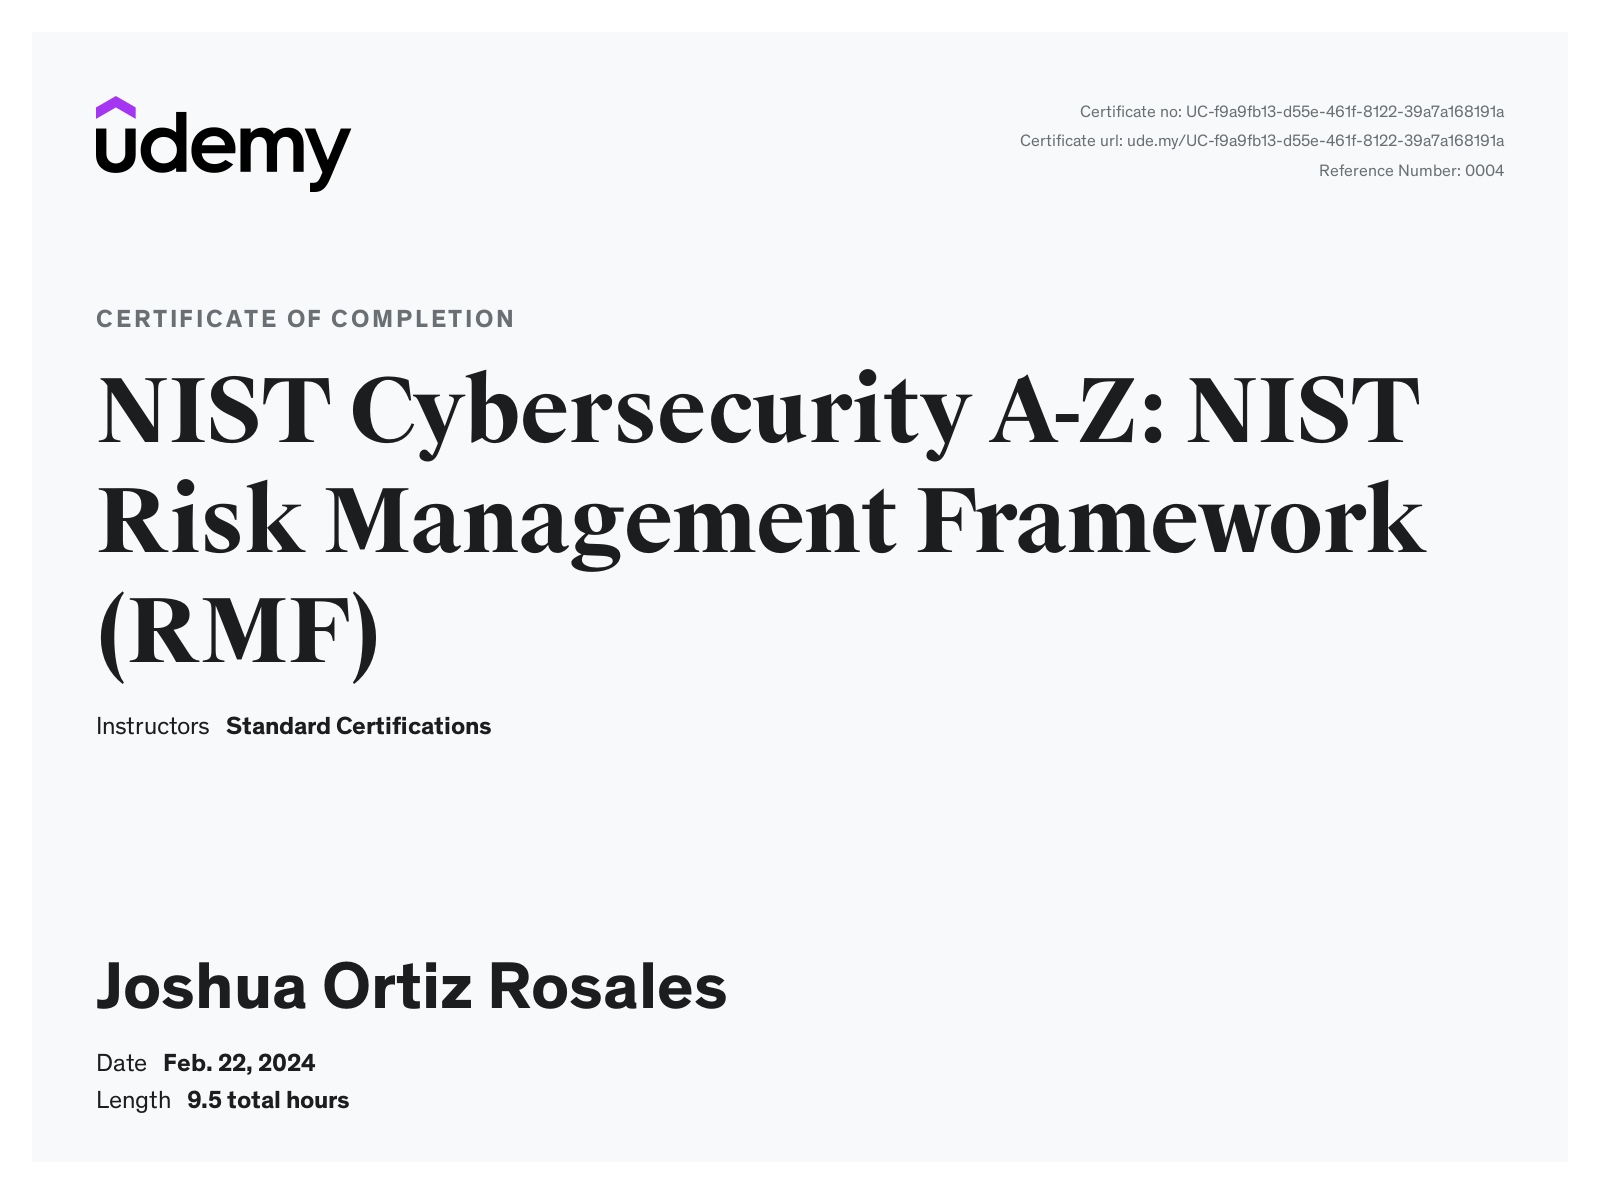 udemy
Certificate no: UC-f9a9fb13-d55e-461f-8122-39a7a168191a
Certificate url: ude.my/UC-f9a9fb13-d55e-461f-8122-39a7a168191a
Reference Number: 0004
CERTIFICATE OF COMPLETION
NIST Cybersecurity A-Z: NIST
Risk Management Framework
(RMF)
Instructors Standard Certifications
Joshua Ortiz Rosales
Date Feb. 22, 2024
Length 9.5 total hours